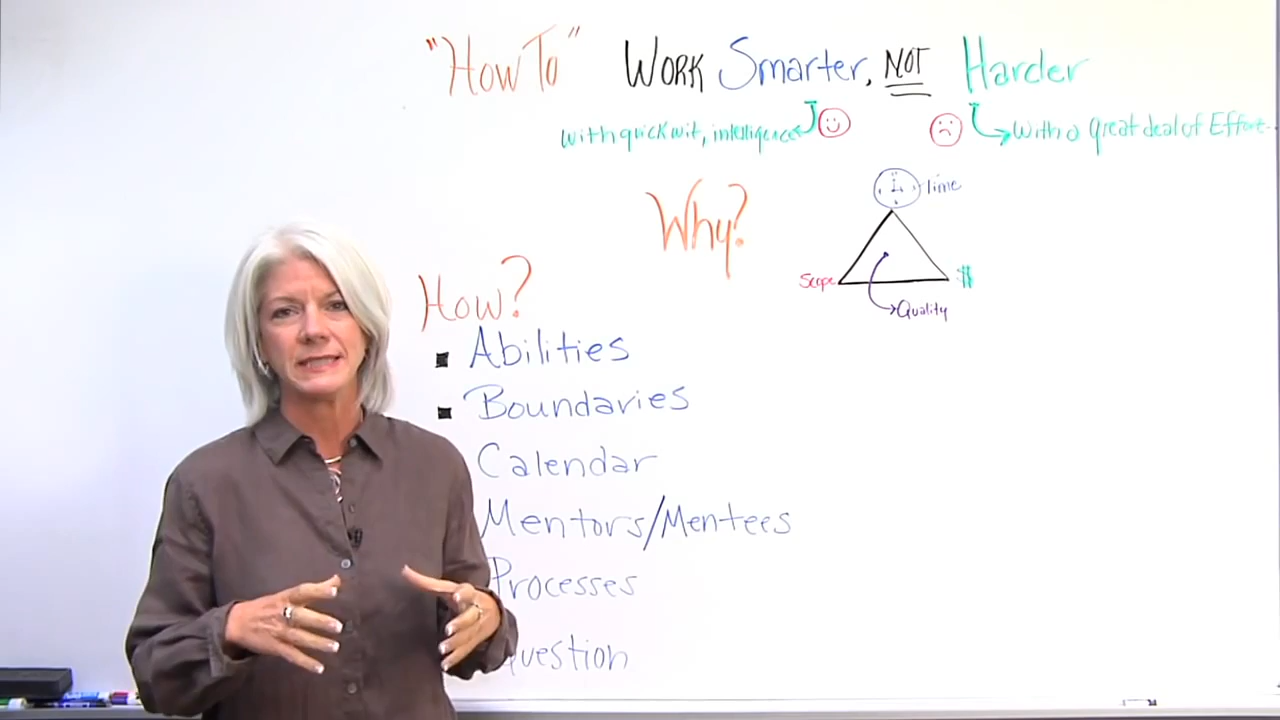 "How To" Work Smarter, NOT Harder
with quick wit, intelligence
With a Great deal of Effort..
Why?
time
Scope
$
Quality
How?
Abilities
Boundaries
Calendar
Mentors/Mentees
Processes
Question